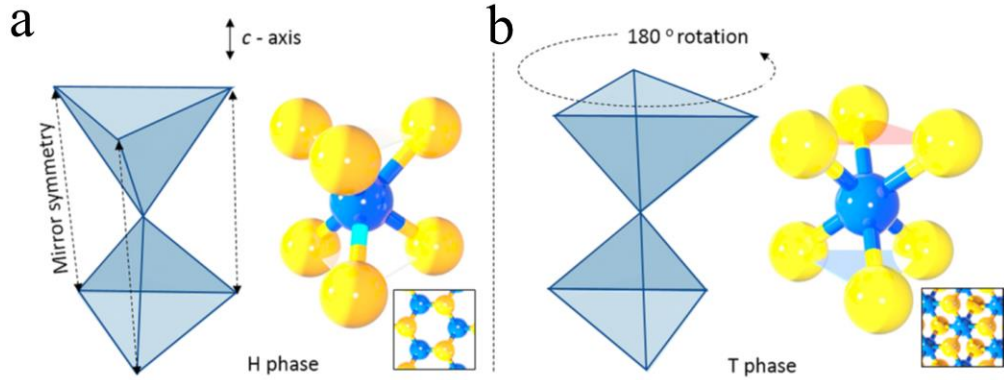 a
c - axis
Mirror symmetry
H phase
b
180 ° rotation
T phase